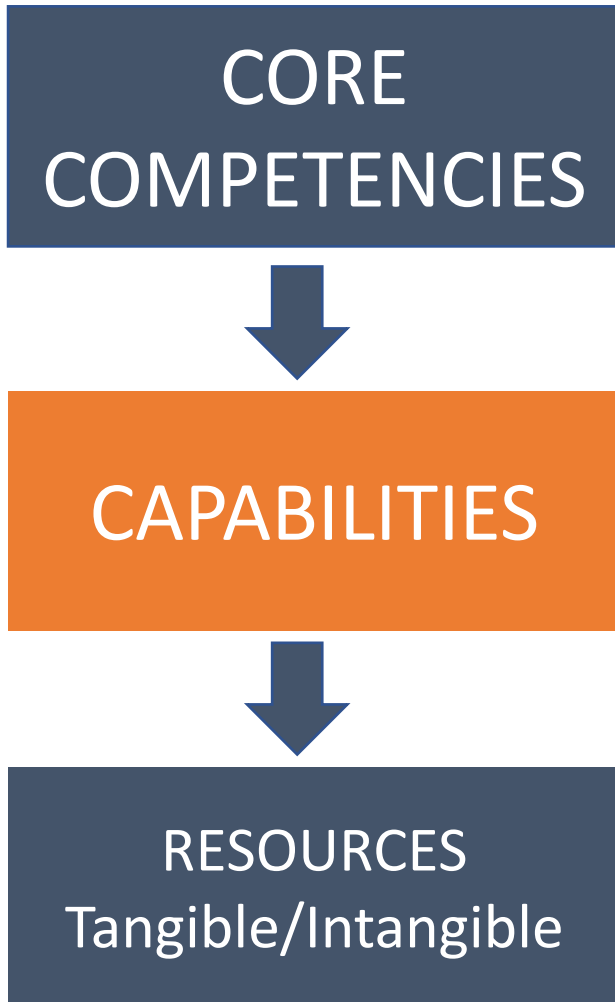 CORE
COMPETENCIES
CAPABILITIES
RESOURCES
Tangible/Intangible